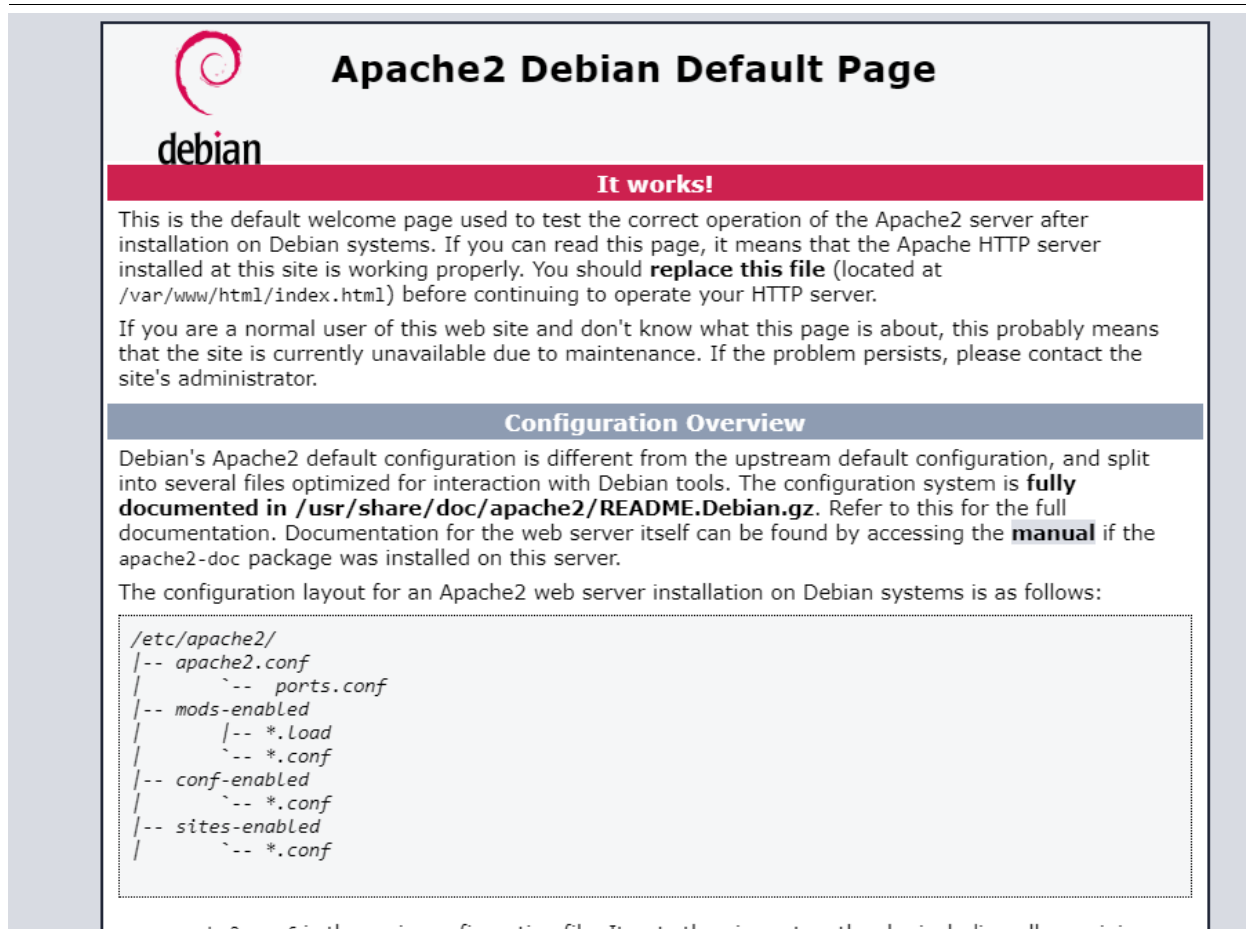 Apache2 Debian Default Page
debian
It works!
This is the default welcome page used to test the correct operation of the Apache2 server after
installation on Debian systems. If you can read this page, it means that the Apache HTTP server
installed at this site is working properly. You should replace this file (located at
/var/www/html/index.html) before continuing to operate your HTTP server.
If you are a normal user of this web site and don't know what this page is about, this probably means
that the site is currently unavailable due to maintenance. If the problem persists, please contact the
site's administrator.
Configuration Overview
Debian's Apache2 default configuration is different from the upstream default configuration, and split
into several files optimized for interaction with Debian tools. The configuration system is fully
documented in /usr/share/doc/apache2/README.Debian.gz. Refer to this for the full
documentation. Documentation for the web server itself can be found by accessing the manual if the
apache2-doc package was installed on this server.
The configuration layout for an Apache2 web server installation on Debian systems is as follows:
/etc/apache2/
|-- apache2.conf
|       `--  ports.conf
|-- mods-enabled
|       |-- *.load
|       `-- *.conf
|-- conf-enabled
|       `-- *.conf
|-- sites-enabled
|       `-- *.conf